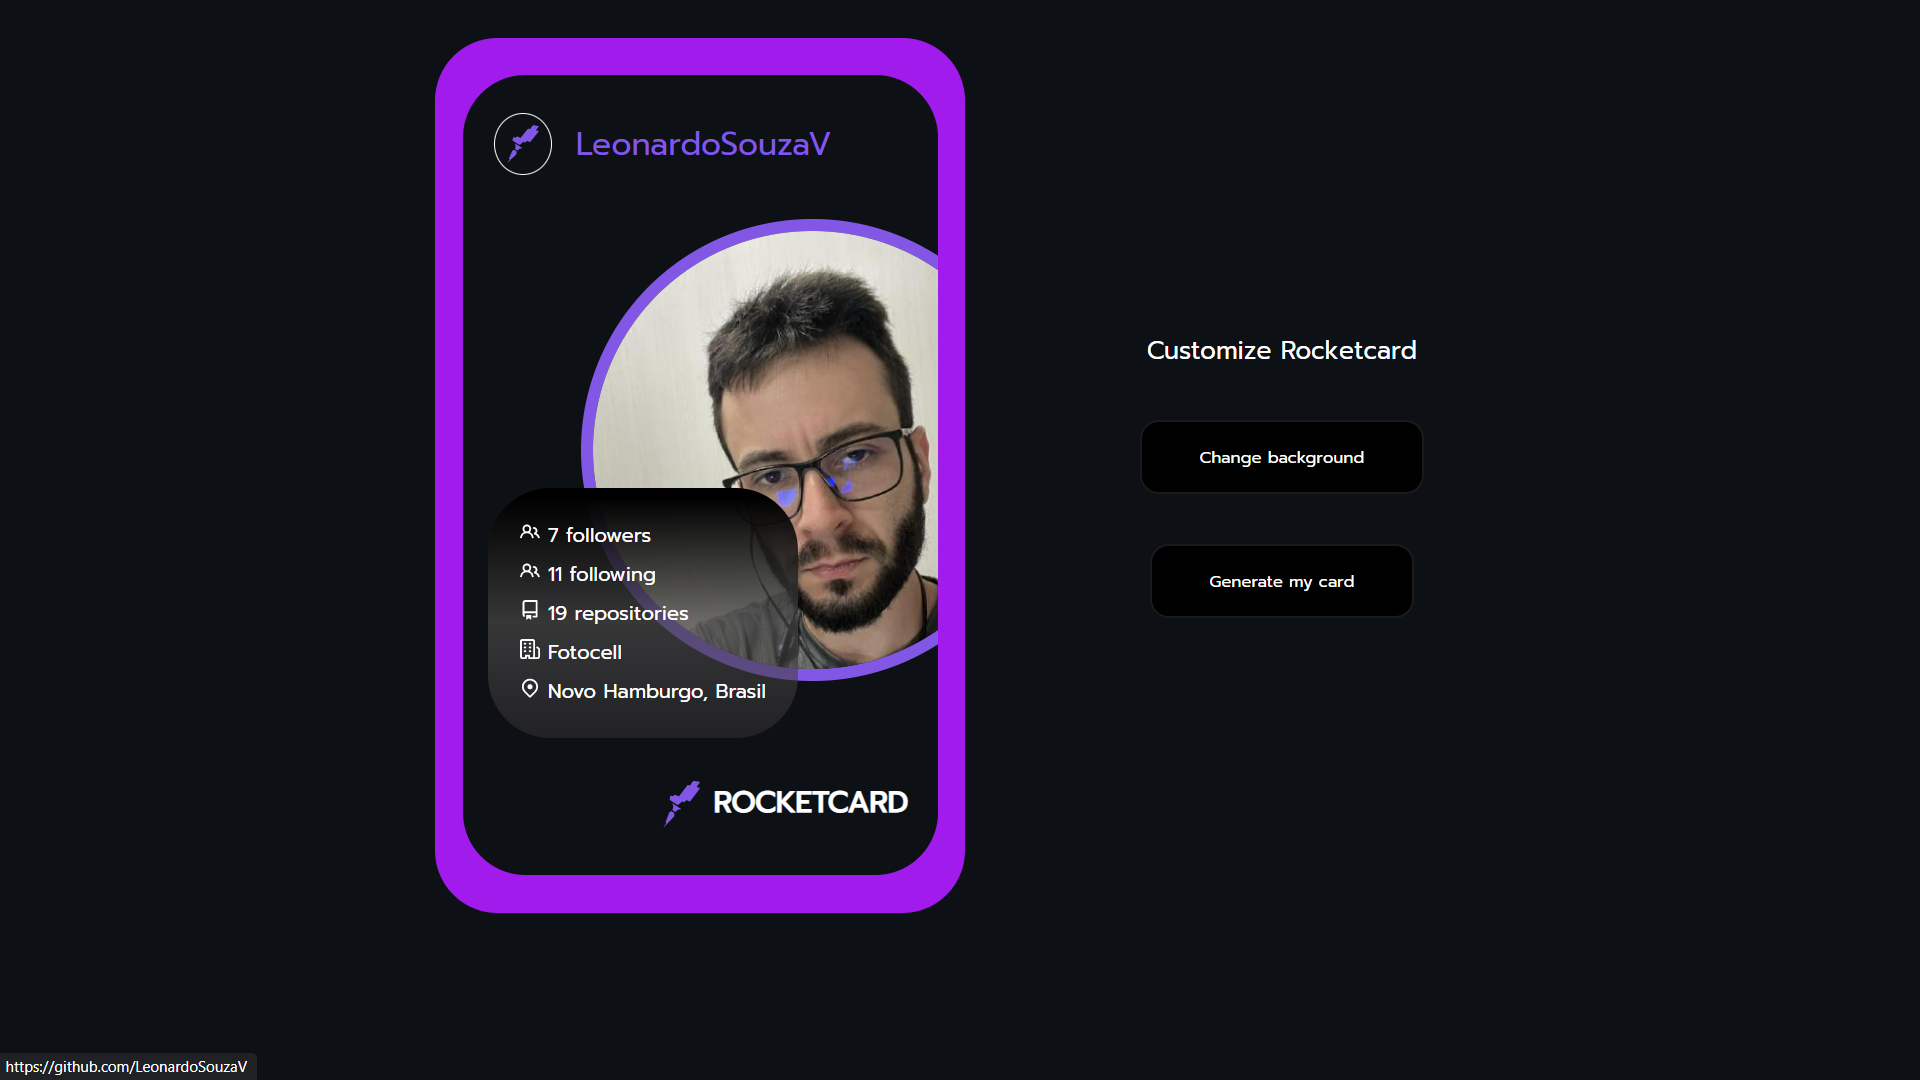 LeonardoSouzaV
7 followers
11 following
19 repositories
Fotocell
Novo Hamburgo, Brasil
ROCKETCARD
Customize Rocketcard
Change background
Generate my card
https://github.com/LeonardoSouzaV